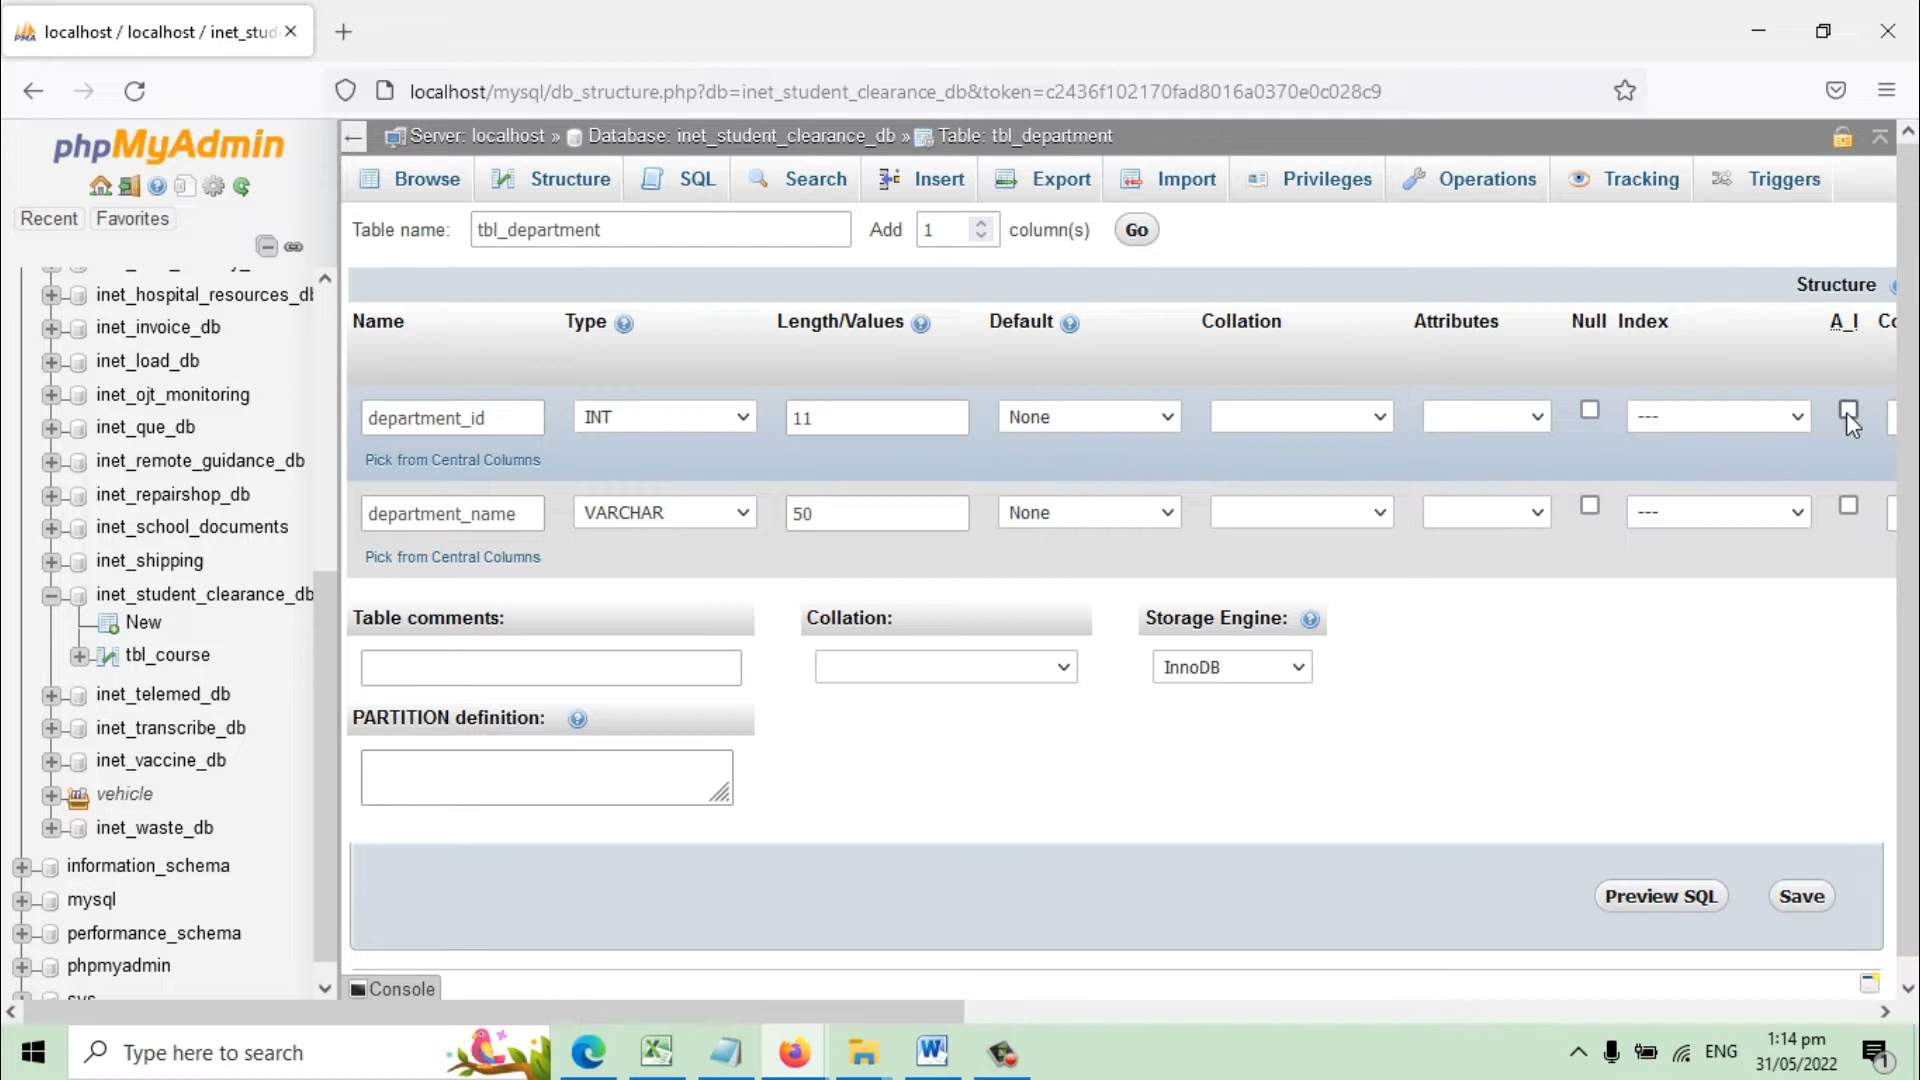 localhost / localhost / inet_stud
localhost/mysql/db_structure.php?db=inet_student_clearance_db&token=c2436f102170fad8016a0370e0c028c9
phpMyAdmin
Recent Favorites
inet_hospital_resources_db
inet_invoice_db
inet_load_db
inet_ojt_monitoring
inet_que_db
inet_remote_guidance_db
inet_repairshop_db
inet_school_documents
inet_shipping
inet_student_clearance_db
New
tbl_course
inet_telemed_db
inet_transcribe_db
inet_vaccine_db
vehicle
inet_waste_db
information_schema
mysql
performance_schema
phpmyadmin
sys
Server: localhost » Database: inet_student_clearance_db » Table: tbl_department
Browse Structure SQL Search Insert Export Import Privileges Operations Tracking Triggers
Table name: tbl_department Add 1 column(s) Go
Structure
Name Type Length/Values Default Collation Attributes Null Index A_I Co
department_id INT 11 None ---
Pick from Central Columns
department_name VARCHAR 50 None ---
Pick from Central Columns
Table comments: Collation: Storage Engine:
InnoDB
PARTITION definition:
Preview SQL Save
Console
Type here to search
ENG
1:14 pm
31/05/2022
1